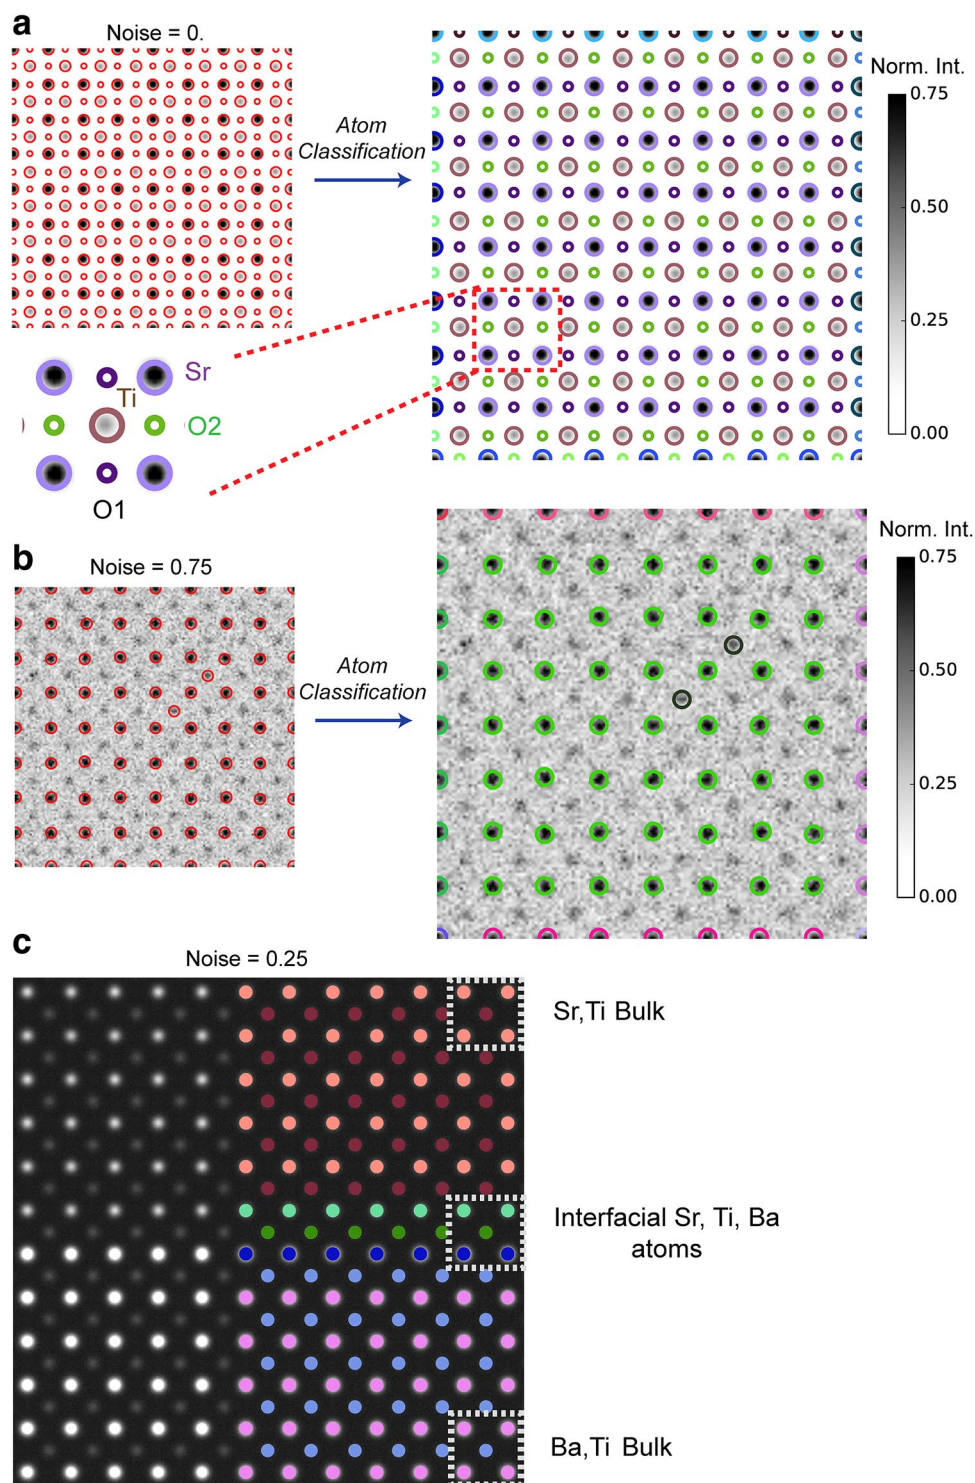 a
Noise = 0.
Atom
Classification
Norm. Int.
0.75
0.50
0.25
0.00
Sr
Ti
O2
O1
b
Noise = 0.75
Atom
Classification
Norm. Int.
0.75
0.50
0.25
0.00
c
Noise = 0.25
Sr,Ti Bulk
Interfacial Sr, Ti, Ba
atoms
Ba,Ti Bulk